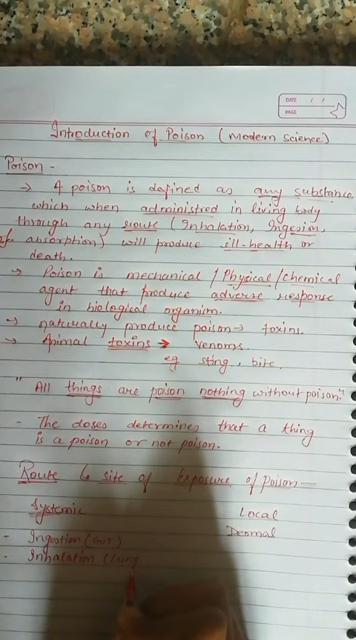 DATE / /
PAGE
Introduction of Poison (Modern Science)
Poison -
→ A poison is defined as any substance
which when administred in living body
through any route (Inhalation, Ingesion,
absorption) will produce ill-health or
death.
→ Poison is mechanical / Physical / Chemical
agent that produce adverse response
in biological organism.
→ naturally produce poison → toxins.
→ Animal toxins → Venoms.
eg sting, bite.
"All things are poison nothing without poison."
- The doses determines that a thing
is a poison or not poison.
Route & site of Exposure of Poison —
Systemic Local
- Ingestion (GIT) Dermal
- Inhalation (Lung